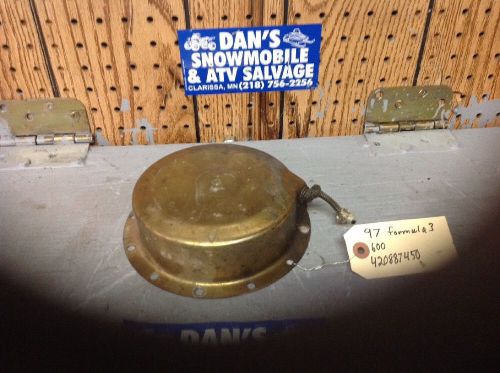 DAN'S
SNOWMOBILE
& ATV SALVAGE
CLARISSA, MN (218) 756-2256
97 formula 3
600
420887450
DAN'S